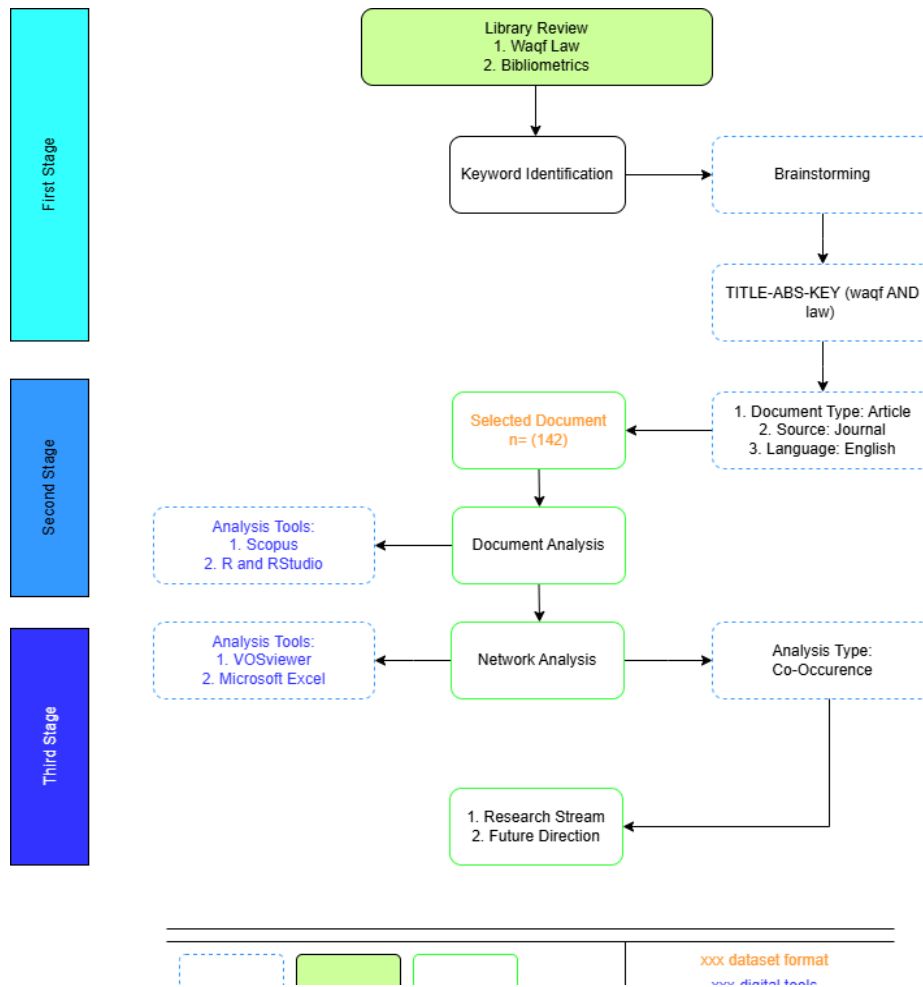 Library Review
1. Waqf Law
2. Bibliometrics
First Stage
Keyword Identification
Brainstorming
TITLE-ABS-KEY (waqf AND
law)
Second Stage
Selected Document
n= (142)
1. Document Type: Article
2. Source: Journal
3. Language: English
Analysis Tools:
1. Scopus
2. R and RStudio
Document Analysis
Third Stage
Analysis Tools:
1. VOSviewer
2. Microsoft Excel
Network Analysis
Analysis Type:
Co-Occurence
1. Research Stream
2. Future Direction
xxx dataset format
xxx digital tools